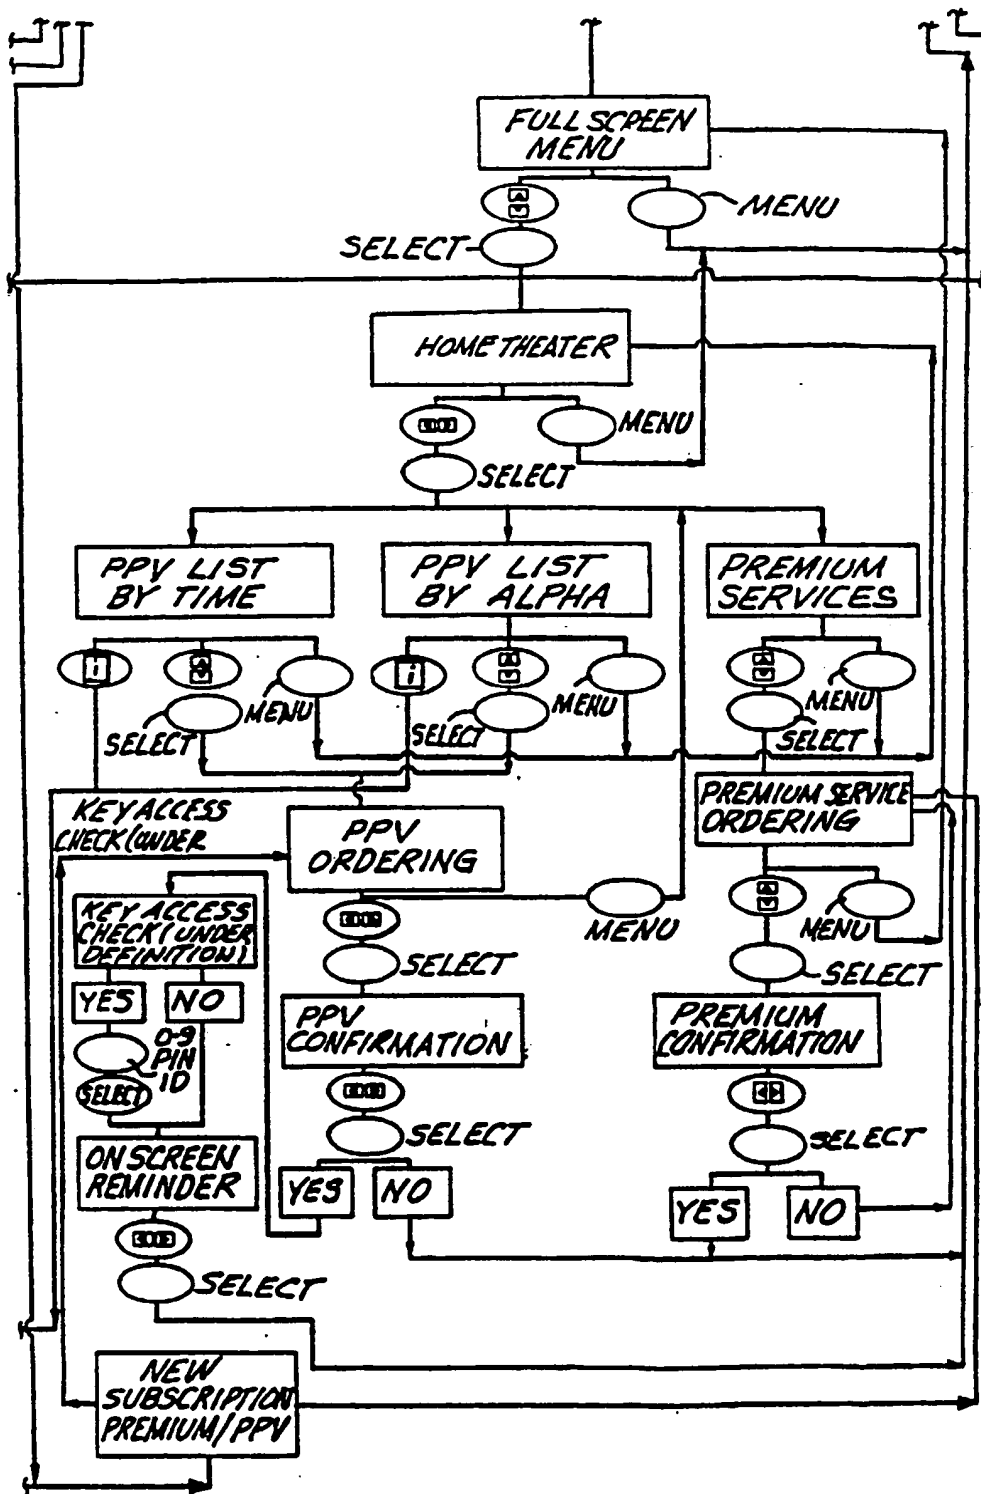 FULL SCREEN
MENU
MENU
SELECT
HOME THEATER
MENU
SELECT
PPV LIST
BY TIME
PPV LIST
BY ALPHA
PREMIUM
SERVICES
i
i
SELECT
MENU
SELECT
MENU
MENU
SELECT
KEY ACCESS
CHECK (UNDER
PPV
ORDERING
PREMIUM SERVICE
ORDERING
KEY ACCESS
CHECK (UNDER
DEFINITION)
MENU
MENU
SELECT
SELECT
YES
NO
PPV
CONFIRMATION
PREMIUM
CONFIRMATION
0-9
PIN
ID
SELECT
SELECT
SELECT
ON SCREEN
REMINDER
YES
NO
YES
NO
SELECT
NEW
SUBSCRIPTION
PREMIUM/PPV